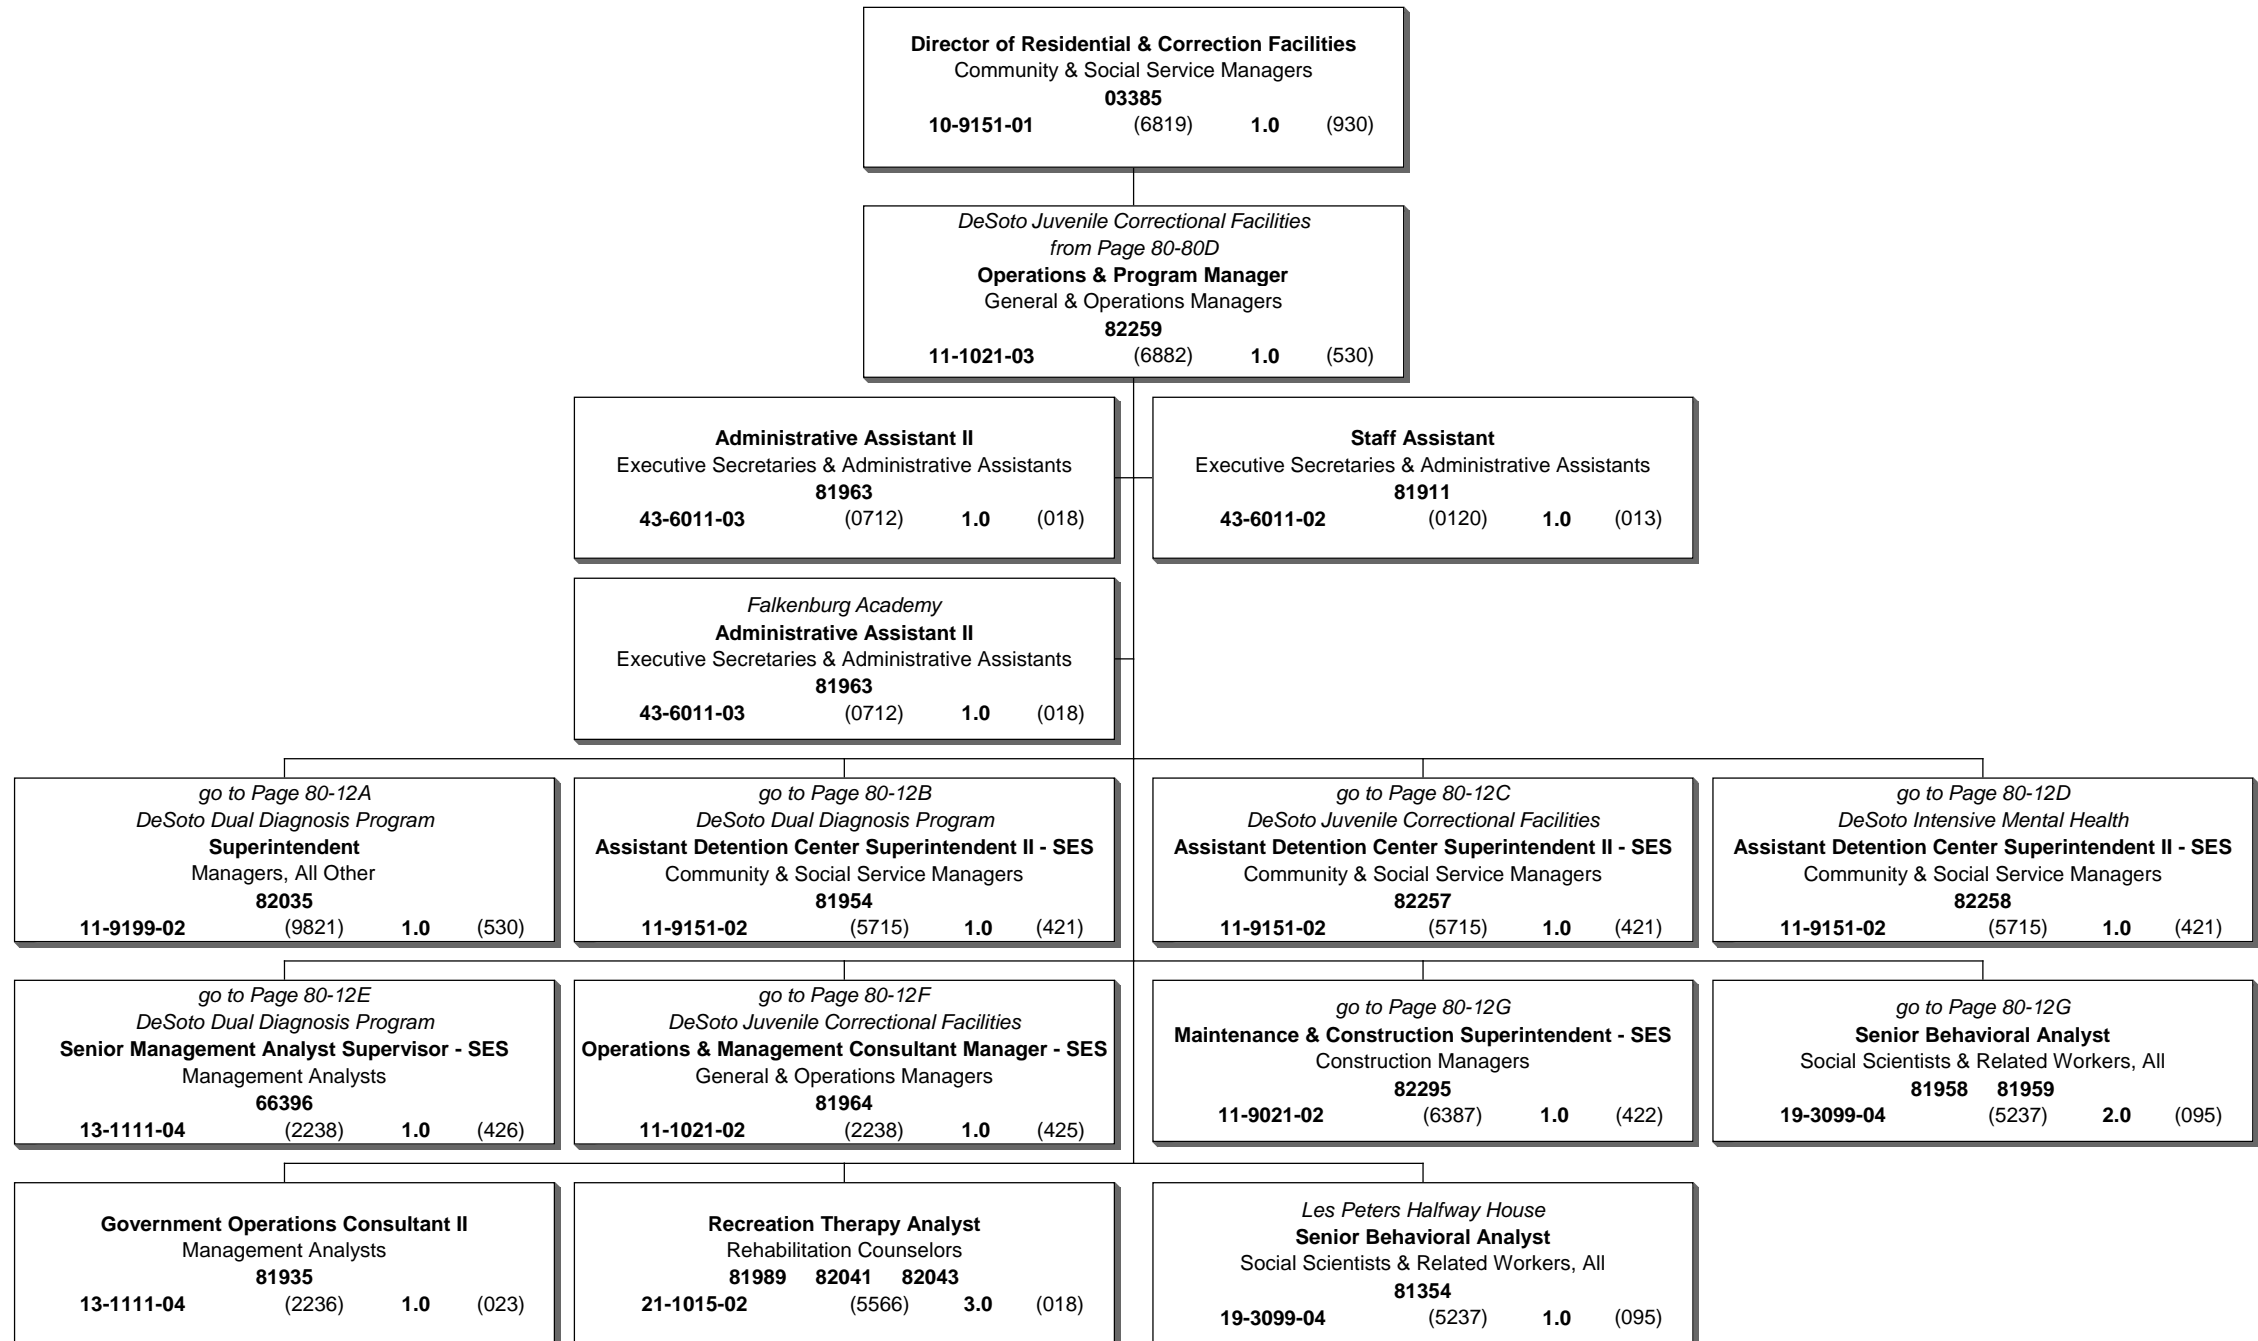 Director of Residential & Correction Facilities
Community & Social Service Managers
03385
10-9151-01 (6819) 1.0 (930)
DeSoto Juvenile Correctional Facilities
from Page 80-80D
Operations & Program Manager
General & Operations Managers
82259
11-1021-03 (6882) 1.0 (530)
Administrative Assistant II
Executive Secretaries & Administrative Assistants
81963
43-6011-03 (0712) 1.0 (018)
Staff Assistant
Executive Secretaries & Administrative Assistants
81911
43-6011-02 (0120) 1.0 (013)
Falkenburg Academy
Administrative Assistant II
Executive Secretaries & Administrative Assistants
81963
43-6011-03 (0712) 1.0 (018)
go to Page 80-12A
DeSoto Dual Diagnosis Program
Superintendent
Managers, All Other
82035
11-9199-02 (9821) 1.0 (530)
go to Page 80-12B
DeSoto Dual Diagnosis Program
Assistant Detention Center Superintendent II - SES
Community & Social Service Managers
81954
11-9151-02 (5715) 1.0 (421)
go to Page 80-12C
DeSoto Juvenile Correctional Facilities
Assistant Detention Center Superintendent II - SES
Community & Social Service Managers
82257
11-9151-02 (5715) 1.0 (421)
go to Page 80-12D
DeSoto Intensive Mental Health
Assistant Detention Center Superintendent II - SES
Community & Social Service Managers
82258
11-9151-02 (5715) 1.0 (421)
go to Page 80-12E
DeSoto Dual Diagnosis Program
Senior Management Analyst Supervisor - SES
Management Analysts
66396
13-1111-04 (2238) 1.0 (426)
go to Page 80-12F
DeSoto Juvenile Correctional Facilities
Operations & Management Consultant Manager - SES
General & Operations Managers
81964
11-1021-02 (2238) 1.0 (425)
go to Page 80-12G
Maintenance & Construction Superintendent - SES
Construction Managers
82295
11-9021-02 (6387) 1.0 (422)
go to Page 80-12G
Senior Behavioral Analyst
Social Scientists & Related Workers, All
81958 81959
19-3099-04 (5237) 2.0 (095)
Government Operations Consultant II
Management Analysts
81935
13-1111-04 (2236) 1.0 (023)
Recreation Therapy Analyst
Rehabilitation Counselors
81989 82041 82043
21-1015-02 (5566) 3.0 (018)
Les Peters Halfway House
Senior Behavioral Analyst
Social Scientists & Related Workers, All
81354
19-3099-04 (5237) 1.0 (095)